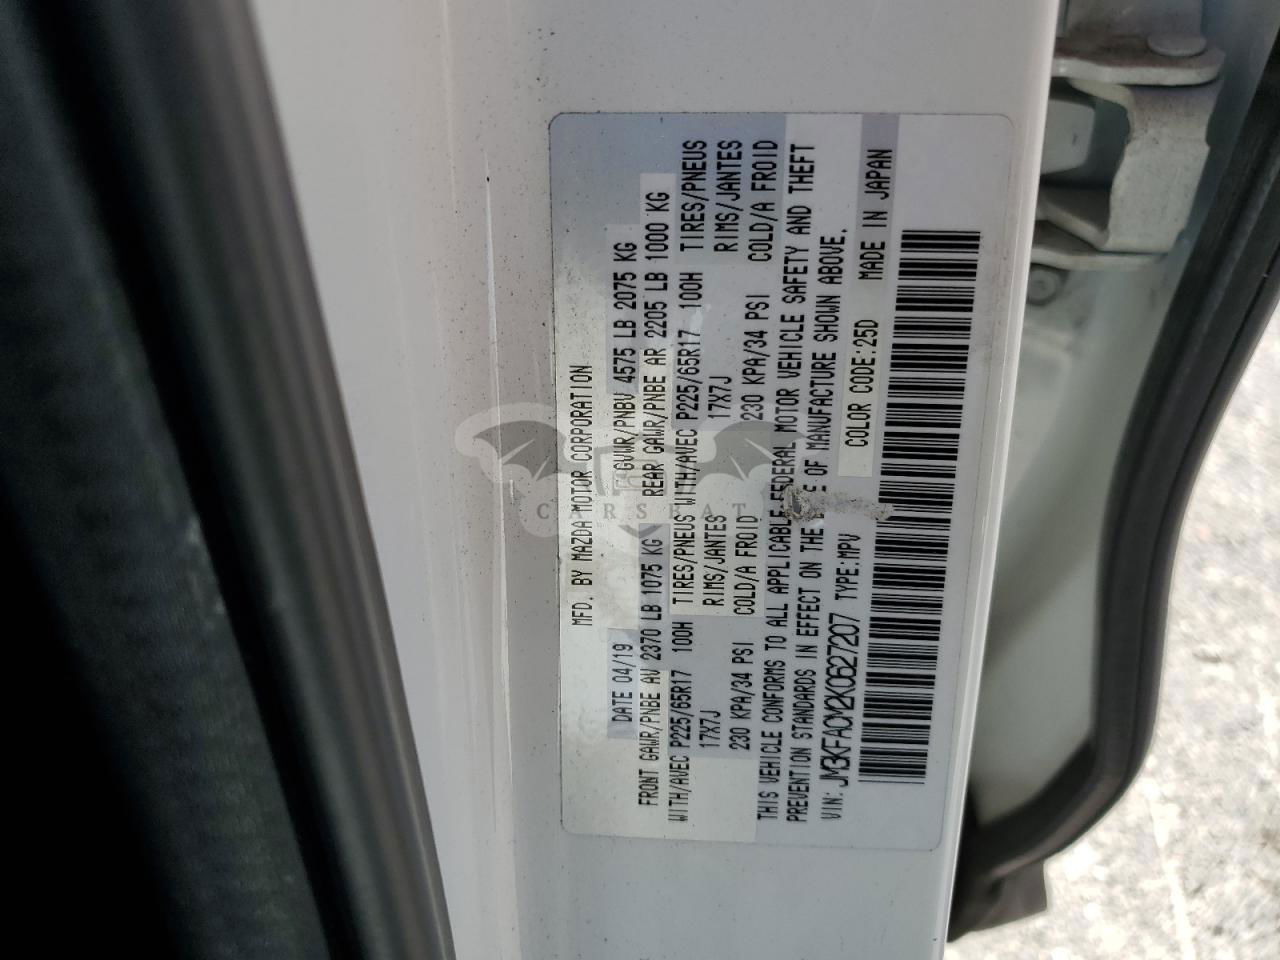 MFD. BY MAZDA MOTOR CORPORATION
DATE 04/19 GVWR/PNBV 4575 LB 2075 KG
FRONT GAWR/PNBE AV 2370 LB 1075 KG REAR GAWR/PNBE AR 2205 LB 1000 KG
WITH/AVEC P225/65R17 100H TIRES/PNEUS WITH/AVEC P225/65R17 100H TIRES/PNEUS
17X7J RIMS/JANTES 17X7J RIMS/JANTES
230 KPA/34 PSI COLD/A FROID 230 KPA/34 PSI COLD/A FROID
THIS VEHICLE CONFORMS TO ALL APPLICABLE FEDERAL MOTOR VEHICLE SAFETY AND THEFT
PREVENTION STANDARDS IN EFFECT ON THE OF MANUFACTURE SHOWN ABOVE.
VIN: JM3KFACM2K0627207 TYPE:MPV COLOR CODE:25D MADE IN JAPAN